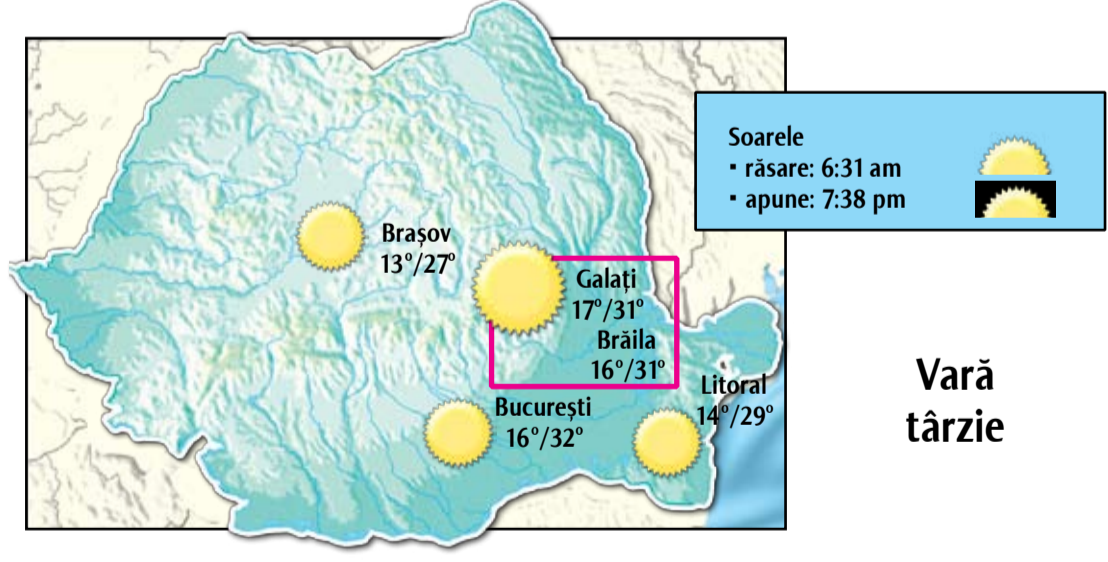 Soarele
▪ răsare: 6:31 am
▪ apune: 7:38 pm
Brașov
13°/27°
Galați
17°/31°
Brăila
16°/31°
Litoral
14°/29°
București
16°/32°
Vară
târzie